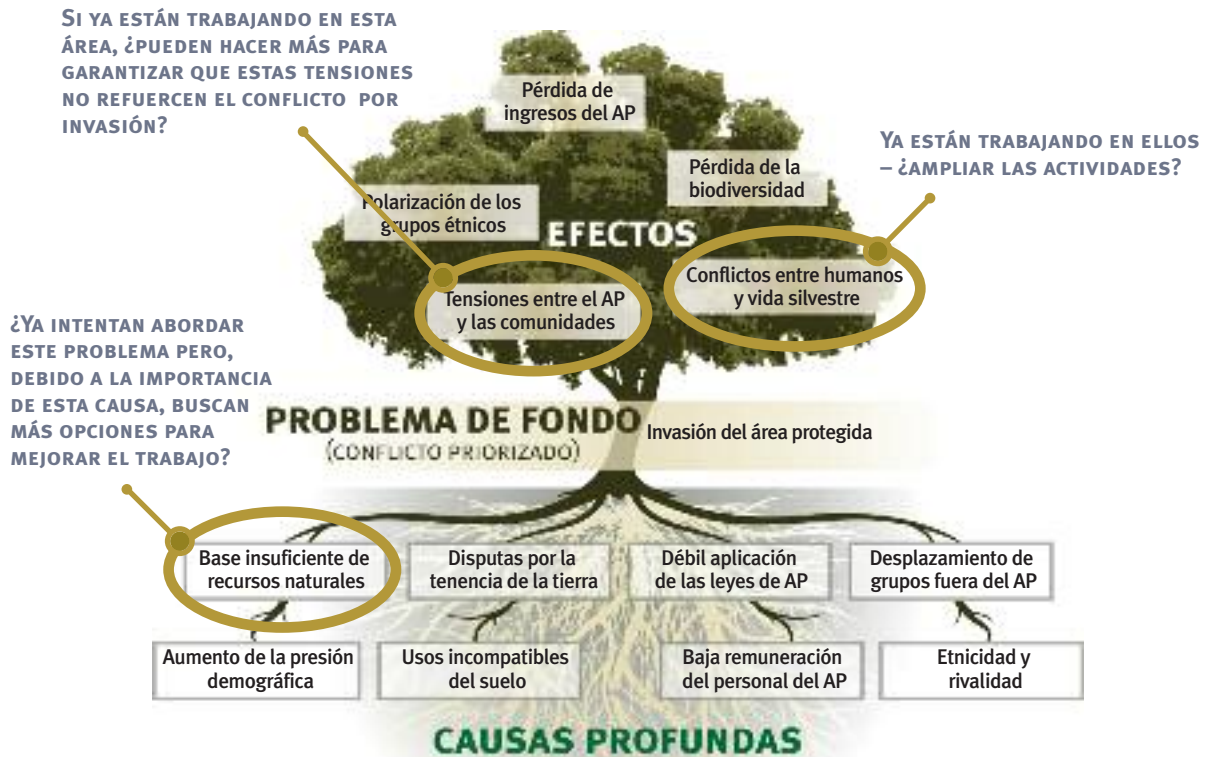 Si ya están trabajando en esta
área, ¿pueden hacer más para
garantizar que estas tensiones
no refuercen el conflicto por
invasión?
Pérdida de
ingresos del AP
Ya están trabajando en ellos
– ¿ampliar las actividades?
Pérdida de la
biodiversidad
Polarización de los
grupos étnicos
EFECTOS
Tensiones entre el AP
y las comunidades
Conflictos entre humanos
y vida silvestre
¿Ya intentan abordar
este problema pero,
debido a la importancia
de esta causa, buscan
más opciones para
mejorar el trabajo?
PROBLEMA DE FONDO
(CONFLICTO PRIORIZADO)
Invasión del área protegida
Base insuficiente de
recursos naturales
Disputas por la
tenencia de la tierra
Débil aplicación
de las leyes de AP
Desplazamiento de
grupos fuera del AP
Aumento de la presión
demográfica
Usos incompatibles
del suelo
Baja remuneración
del personal del AP
Etnicidad y
rivalidad
CAUSAS PROFUNDAS